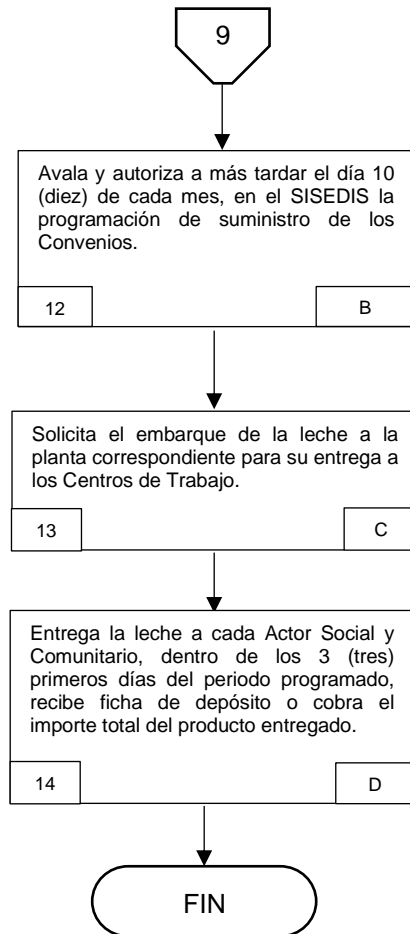 9
Avala y autoriza a más tardar el día 10
(diez) de cada mes, en el SISEDIS la
programación de suministro de los
Convenios.
12
B
Solicita el embarque de la leche a la
planta correspondiente para su entrega a
los Centros de Trabajo.
13
C
Entrega la leche a cada Actor Social y
Comunitario, dentro de los 3 (tres)
primeros días del periodo programado,
recibe ficha de depósito o cobra el
importe total del producto entregado.
14
D
FIN